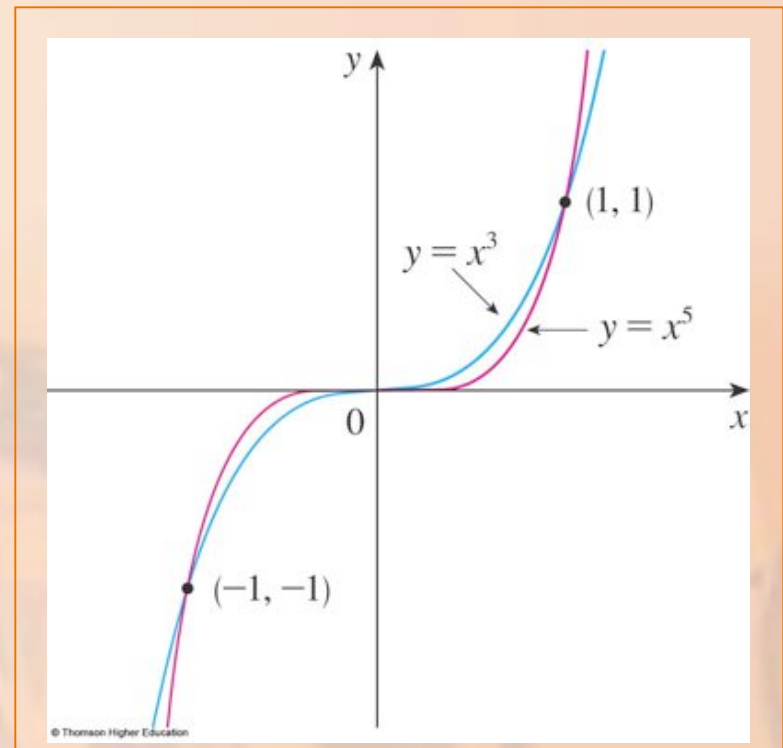 y
(1, 1)
y = x³
y = x⁵
0
x
(−1, −1)
© Thomson Higher Education